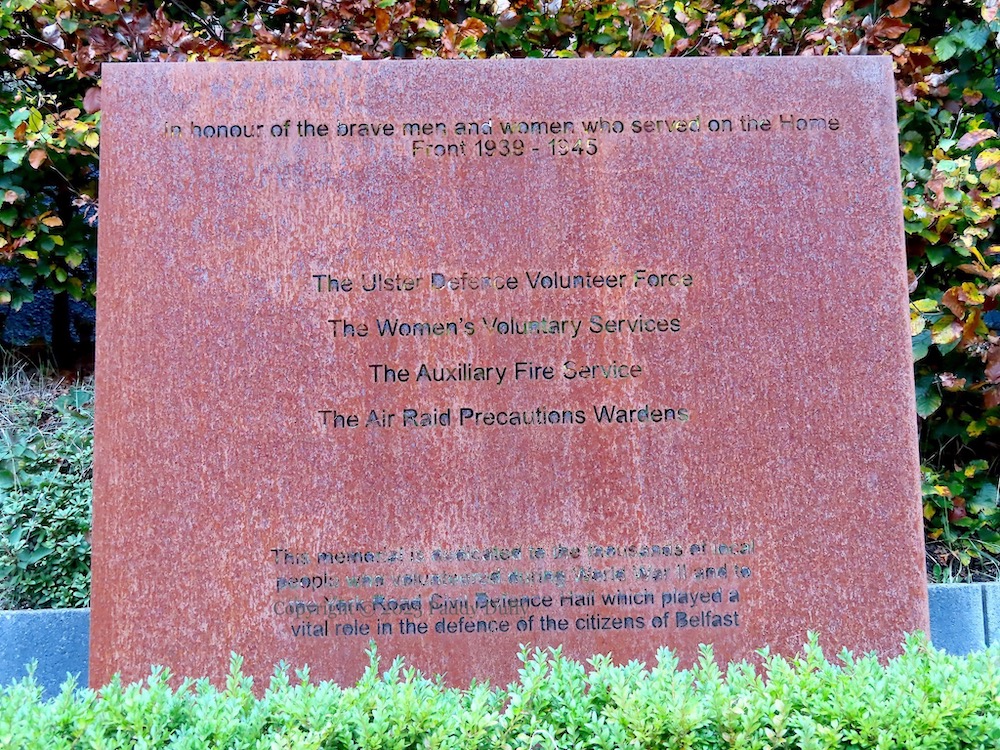 In honour of the brave men and women who served on the Home
Front 1939 - 1945
The Ulster Defence Volunteer Force
The Women's Voluntary Services
The Auxiliary Fire Service
The Air Raid Precautions Wardens
This memorial is dedicated to the thousands of local
people who volunteered during World War II and to
the York Road Civil Defence Hall which played a
vital role in the defence of the citizens of Belfast